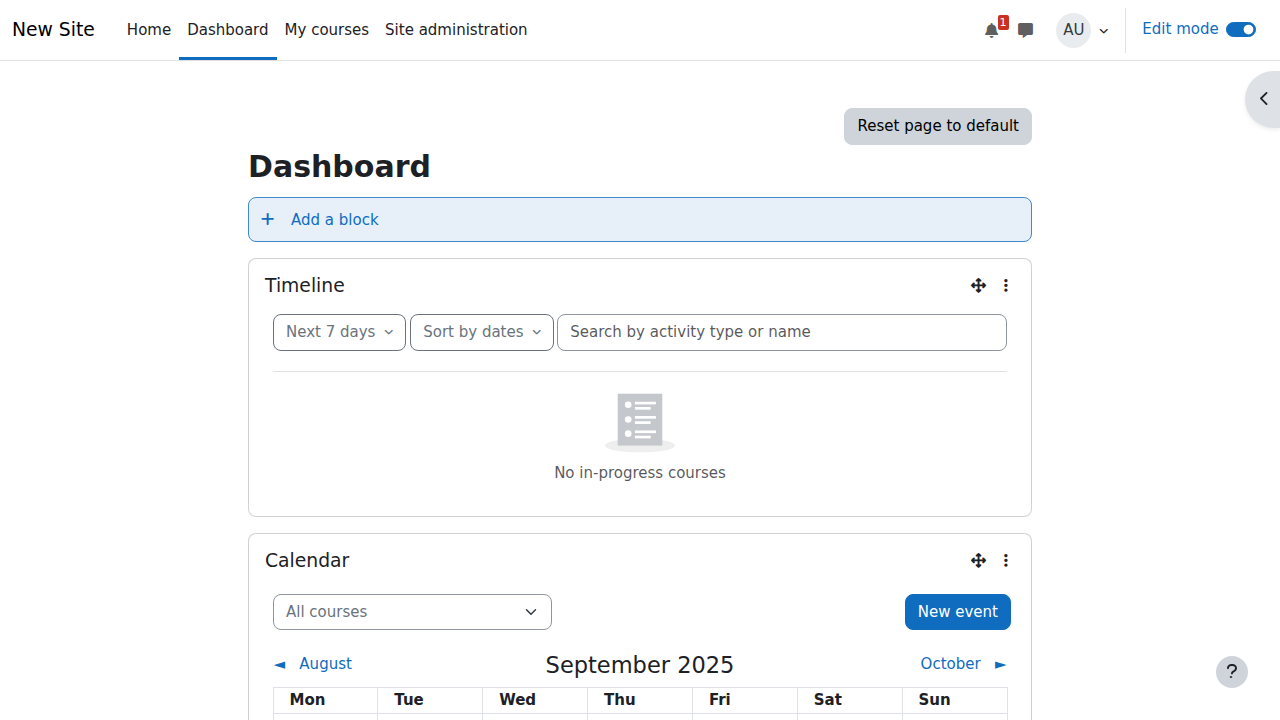 New Site
Home
Dashboard
My courses
Site administration
1
AU
Edit mode
Reset page to default
Dashboard
+ Add a block
Timeline
Next 7 days
Sort by dates
Search by activity type or name
No in-progress courses
Calendar
All courses
New event
◄ August
September 2025
October ►
Mon Tue Wed Thu Fri Sat Sun
?